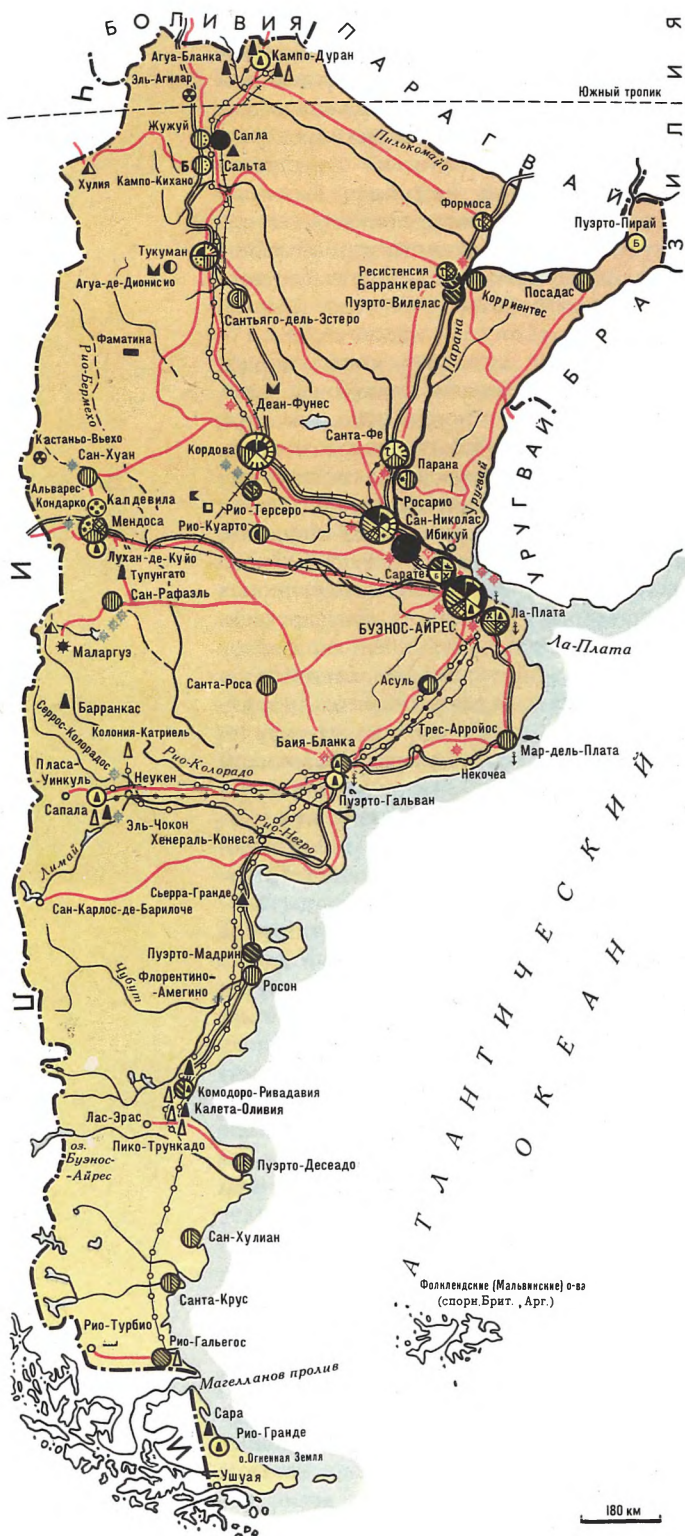 БОЛИВИЯ
ПАРАГВАЙ
БРАЗИЛИЯ
УРУГВАЙ
ЧИЛИ
Агуа-Бланка
Кампо-Дуран
Эль-Агилар
Южный тропик
Жужуй
Сапла
Пилькомайо
Хулия
Б
Сальта
Кампо-Кихано
Формоса
Пуэрто-Пирай
Б
Тукуман
Ресистенсия
Барранкерас
Пуэрто-Вилелас
Корриентес
Посадас
Агуа-де-Дионисио
Сантьяго-дель-Эстеро
Парана
Фаматина
Рио-Бермехо
Деан-Фунес
Кастаньо-Вьехо
Сан-Хуан
Кордова
Санта-Фе
Парана
Уругвай
Альварес-
Кондарко
Калдевила
Мендоса
Рио-Терсеро
Рио-Куарто
Росарио
Сан-Николас
Ибикуй
Лухан-де-Куйо
Тупунгато
Сарате
Б
Сан-Рафаэль
БУЭНОС-АЙРЕС
Ла-Плата
Ла-Плата
Маларгуэ
Санта-Роса
Асуль
Барранкас
Серрос-Колорадос
Колония-Катриель
Трес-Арройос
Мар-дель-Плата
Баия-Бланка
Рио-Колорадо
Некочеа
Пласа-
-Уинкуль
Неукен
Сапала
Пуэрто-Гальван
Эль-Чокон
Рио-Негро
Хенераль-Конеса
Лимай
Сьерра-Гранде
Сан-Карлос-де-Барилоче
Пуэрто-Мадрин
Чубут
Флорентино-
-Амегино
Росон
АТЛАНТИЧЕСКИЙ
ОКЕАН
Комодоро-Ривадавия
Калета-Оливия
Лас-Эрас
оз.
Буэнос-
-Айрес
Пико-Трункадо
Пуэрто-Десеадо
Сан-Хулиан
Санта-Крус
Фолклендские (Мальвинские) о-ва
(спорн. Брит., Арг.)
Рио-Турбио
Рио-Гальегос
Магелланов пролив
Сара
Рио-Гранде
о.Огненная Земля
Ушуая
180 км